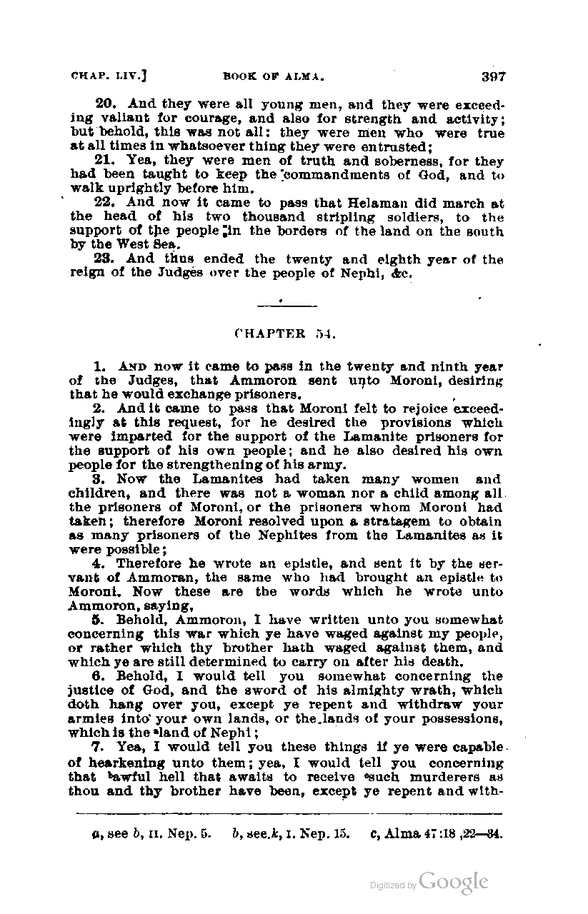 CHAP. LIV.] BOOK OF ALMA. 397
20. And they were all young men, and they were exceed-
ing valiant for courage, and also for strength and activity;
but behold, this was not all: they were men who were true
at all times in whatsoever thing they were entrusted;
21. Yea, they were men of truth and soberness, for they
had been taught to keep the commandments of God, and to
walk uprightly before him.
22. And now it came to pass that Helaman did march at
the head of his two thousand stripling soldiers, to the
support of the people in the borders of the land on the south
by the West Sea.
23. And thus ended the twenty and eighth year of the
reign of the Judges over the people of Nephi, &c.
CHAPTER 54.
1. AND now it came to pass in the twenty and ninth year
of the Judges, that Ammoron sent unto Moroni, desiring
that he would exchange prisoners.
2. And it came to pass that Moroni felt to rejoice exceed-
ingly at this request, for he desired the provisions which
were imparted for the support of the Lamanite prisoners for
the support of his own people; and he also desired his own
people for the strengthening of his army.
3. Now the Lamanites had taken many women and
children, and there was not a woman nor a child among all
the prisoners of Moroni, or the prisoners whom Moroni had
taken; therefore Moroni resolved upon a stratagem to obtain
as many prisoners of the Nephites from the Lamanites as it
were possible;
4. Therefore he wrote an epistle, and sent it by the ser-
vant of Ammoran, the same who had brought an epistle to
Moroni. Now these are the words which he wrote unto
Ammoron, saying,
5. Behold, Ammoron, I have written unto you somewhat
concerning this war which ye have waged against my people,
or rather which thy brother hath waged against them, and
which ye are still determined to carry on after his death.
6. Behold, I would tell you somewhat concerning the
justice of God, and the sword of his almighty wrath, which
doth hang over you, except ye repent and withdraw your
armies into your own lands, or the lands of your possessions,
which is the ᵃland of Nephi;
7. Yea, I would tell you these things if ye were capable
of hearkening unto them; yea, I would tell you concerning
that ᵇawful hell that awaits to receive ᶜsuch murderers as
thou and thy brother have been, except ye repent and with-
a, see b, II. Nep. 5. b, see k, I. Nep. 15. c, Alma 47:18 ,22—34.
Digitized by Google